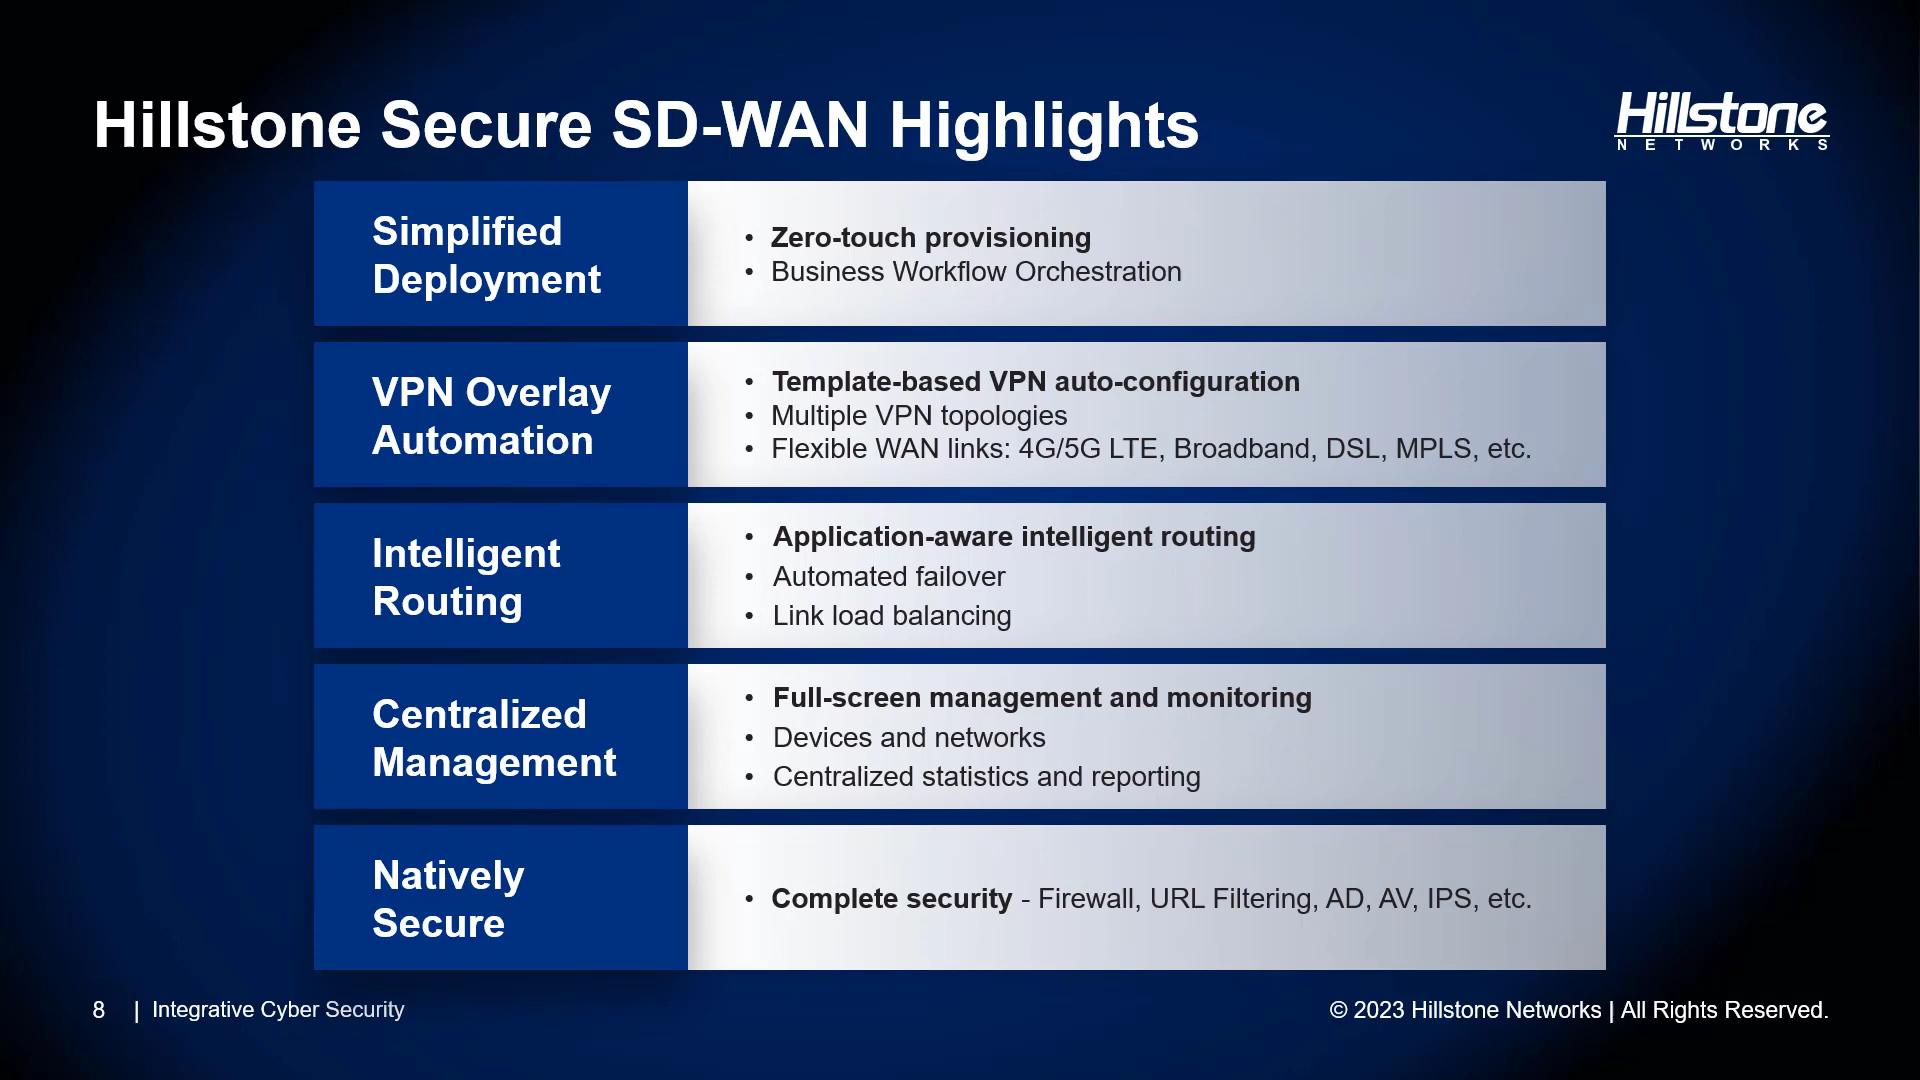 Hillstone Secure SD-WAN Highlights
Hillstone
NETWORKS
Simplified
Deployment
• Zero-touch provisioning
• Business Workflow Orchestration
VPN Overlay
Automation
• Template-based VPN auto-configuration
• Multiple VPN topologies
• Flexible WAN links: 4G/5G LTE, Broadband, DSL, MPLS, etc.
Intelligent
Routing
• Application-aware intelligent routing
• Automated failover
• Link load balancing
Centralized
Management
• Full-screen management and monitoring
• Devices and networks
• Centralized statistics and reporting
Natively
Secure
• Complete security - Firewall, URL Filtering, AD, AV, IPS, etc.
8 | Integrative Cyber Security
© 2023 Hillstone Networks | All Rights Reserved.